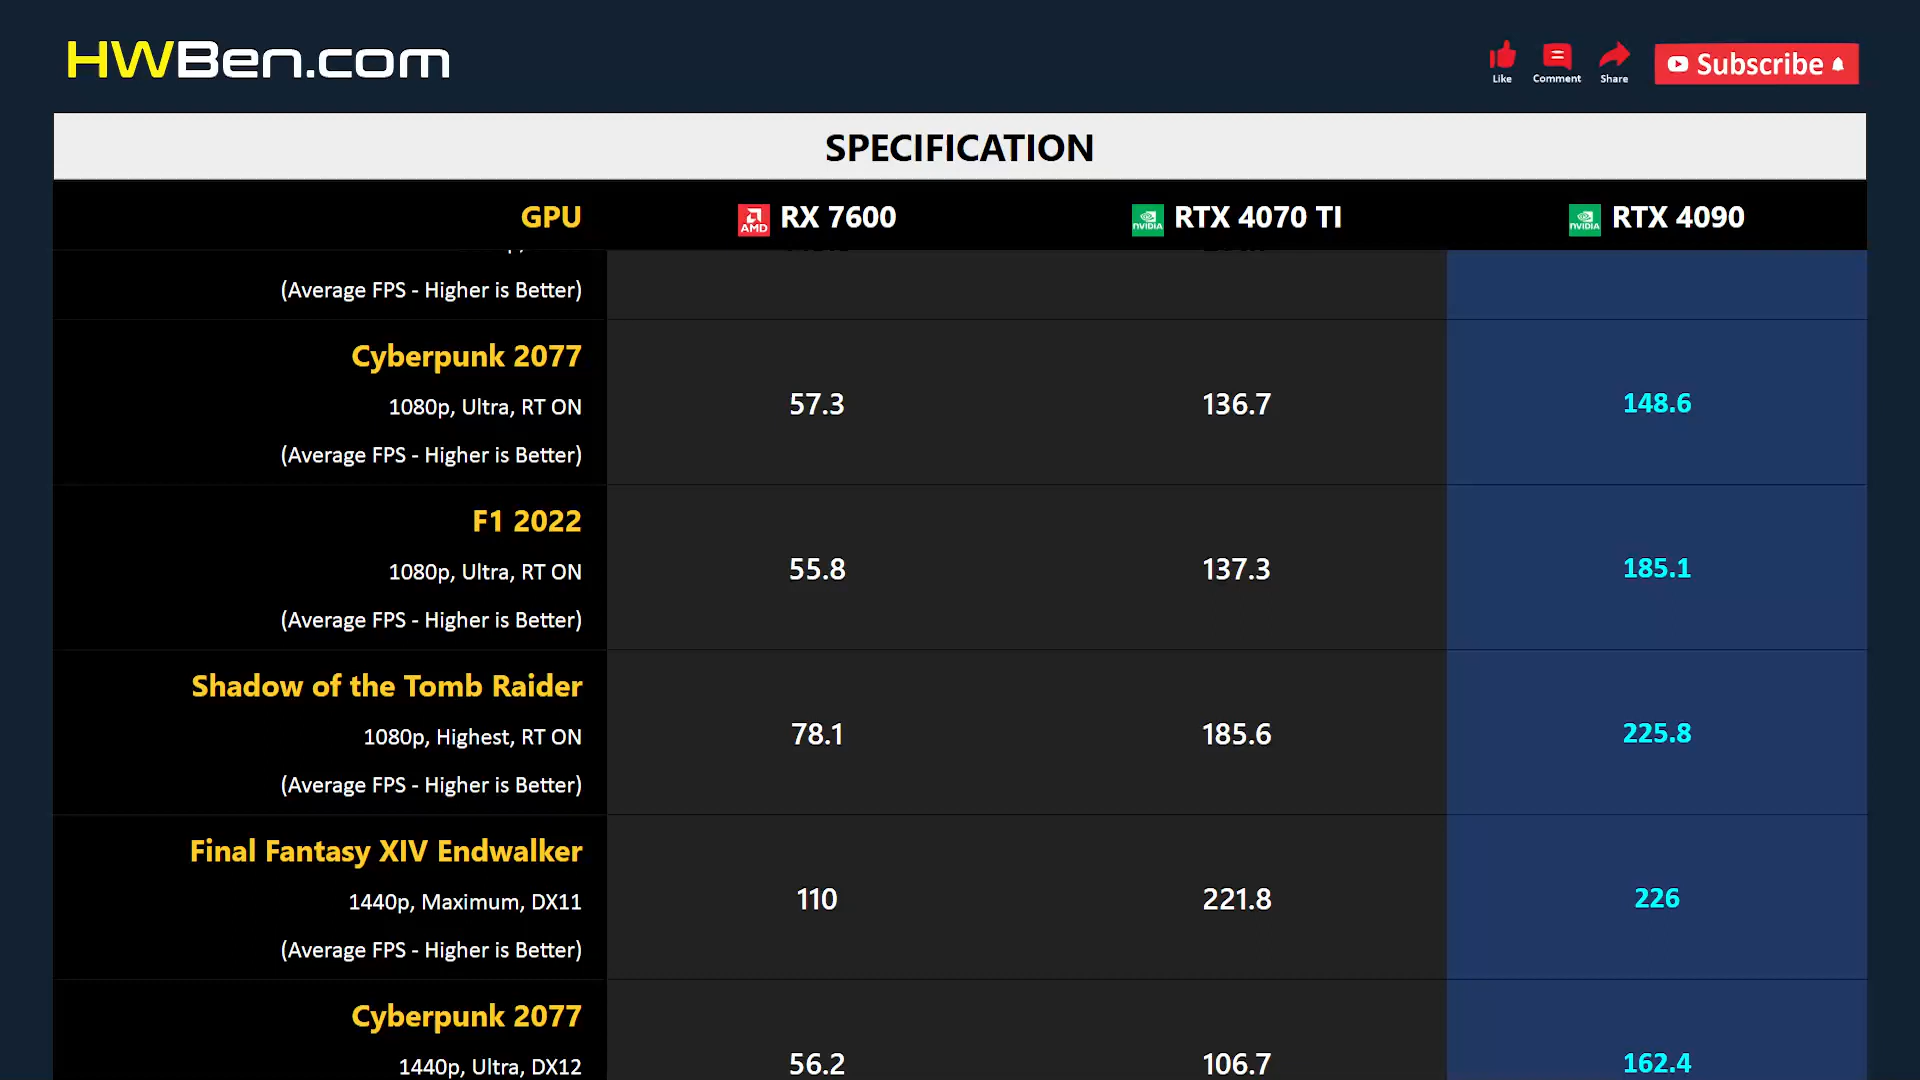 HWBen.com
Like
Comment
Share
Subscribe
SPECIFICATION
GPU
AMD
RX 7600
NVIDIA
RTX 4070 TI
NVIDIA
RTX 4090
(Average FPS - Higher is Better)
Cyberpunk 2077
1080p, Ultra, RT ON
(Average FPS - Higher is Better)
57.3
136.7
148.6
F1 2022
1080p, Ultra, RT ON
(Average FPS - Higher is Better)
55.8
137.3
185.1
Shadow of the Tomb Raider
1080p, Highest, RT ON
(Average FPS - Higher is Better)
78.1
185.6
225.8
Final Fantasy XIV Endwalker
1440p, Maximum, DX11
(Average FPS - Higher is Better)
110
221.8
226
Cyberpunk 2077
1440p, Ultra, DX12
56.2
106.7
162.4